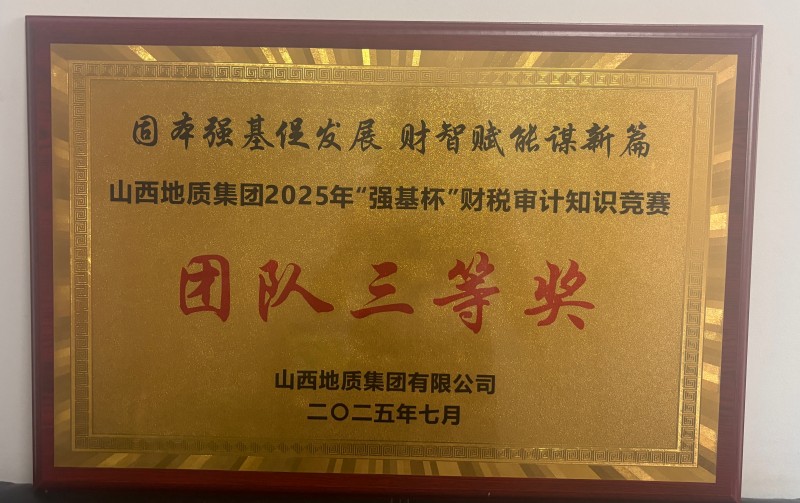 固本强基促发展 财智赋能谋新篇
山西地质集团2025年“强基杯”财税审计知识竞赛
团队三等奖
山西地质集团有限公司
二〇二五年七月